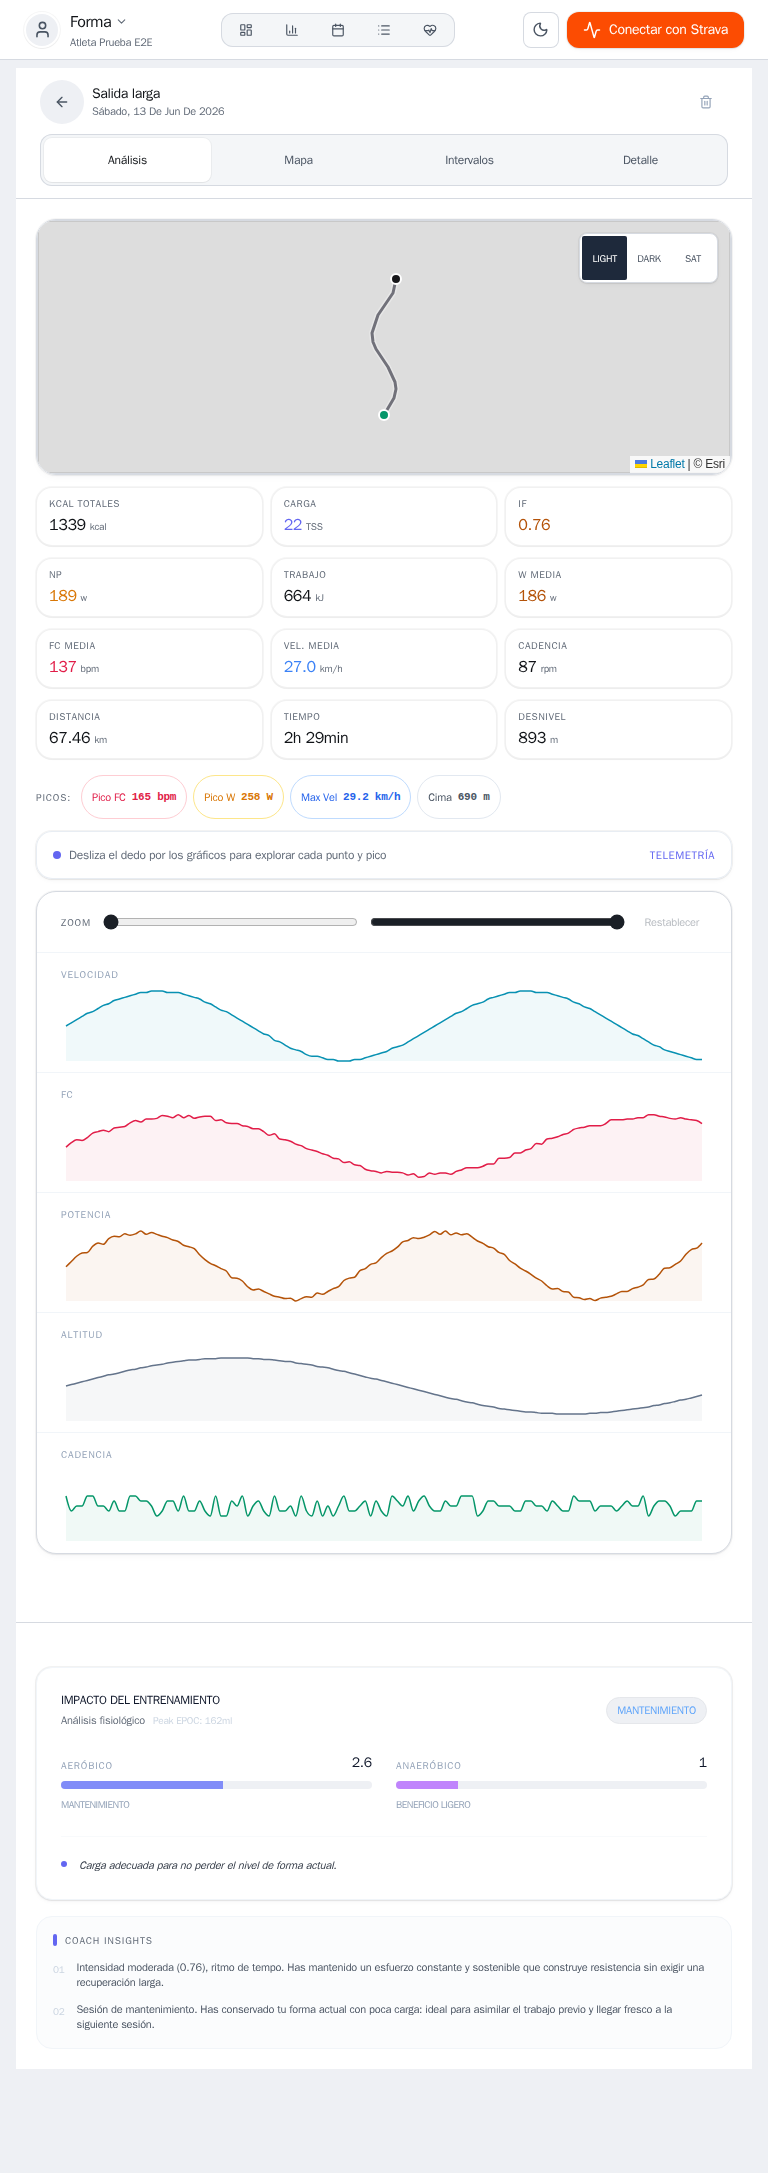 Forma
Atleta Prueba E2E
Conectar con Strava
Salida larga
Sábado, 13 De Jun De 2026
Análisis
Mapa
Intervalos
Detalle
LIGHT
DARK
SAT
Leaflet | © Esri
KCAL TOTALES
1339 kcal
CARGA
22 TSS
IF
0.76
NP
189 w
TRABAJO
664 kJ
W MEDIA
186 w
FC MEDIA
137 bpm
VEL. MEDIA
27.0 km/h
CADENCIA
87 rpm
DISTANCIA
67.46 km
TIEMPO
2h 29min
DESNIVEL
893 m
PICOS:
Pico FC 165 bpm
Pico W 258 W
Max Vel 29.2 km/h
Cima 690 m
Desliza el dedo por los gráficos para explorar cada punto y pico
TELEMETRÍA
ZOOM
Restablecer
VELOCIDAD
FC
POTENCIA
ALTITUD
CADENCIA
IMPACTO DEL ENTRENAMIENTO
Análisis fisiológico Peak EPOC: 162ml
MANTENIMIENTO
AERÓBICO
2.6
MANTENIMIENTO
ANAERÓBICO
1
BENEFICIO LIGERO
Carga adecuada para no perder el nivel de forma actual.
COACH INSIGHTS
01 Intensidad moderada (0.76), ritmo de tempo. Has mantenido un esfuerzo constante y sostenible que construye resistencia sin exigir una
recuperación larga.
02 Sesión de mantenimiento. Has conservado tu forma actual con poca carga: ideal para asimilar el trabajo previo y llegar fresco a la
siguiente sesión.